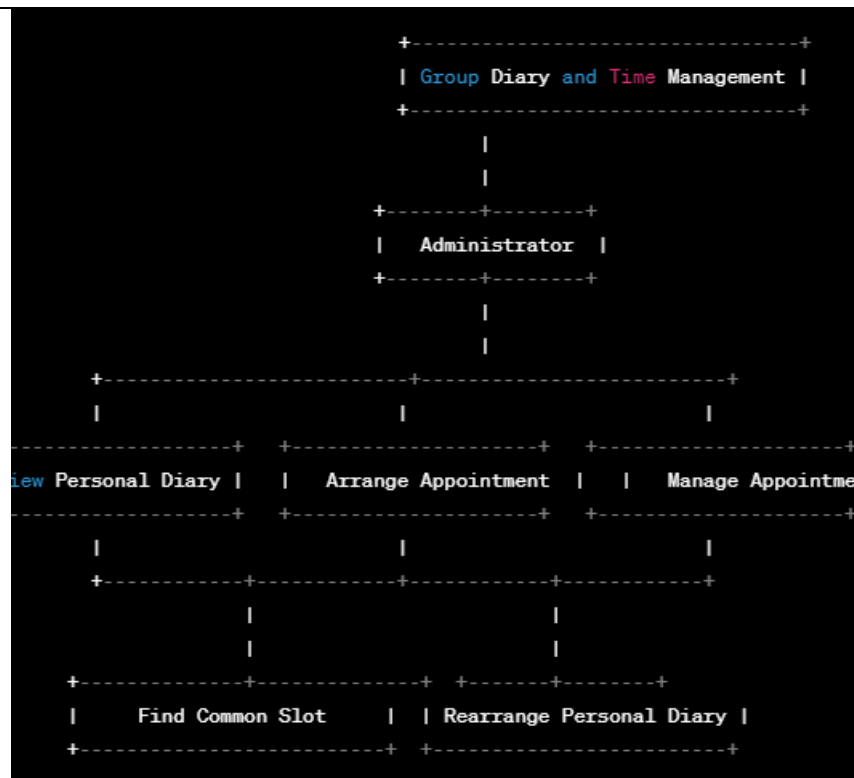 Group Diary and Time Management
Administrator
iew Personal Diary | Arrange Appointment | Manage Appointme
Find Common Slot | Rearrange Personal Diary